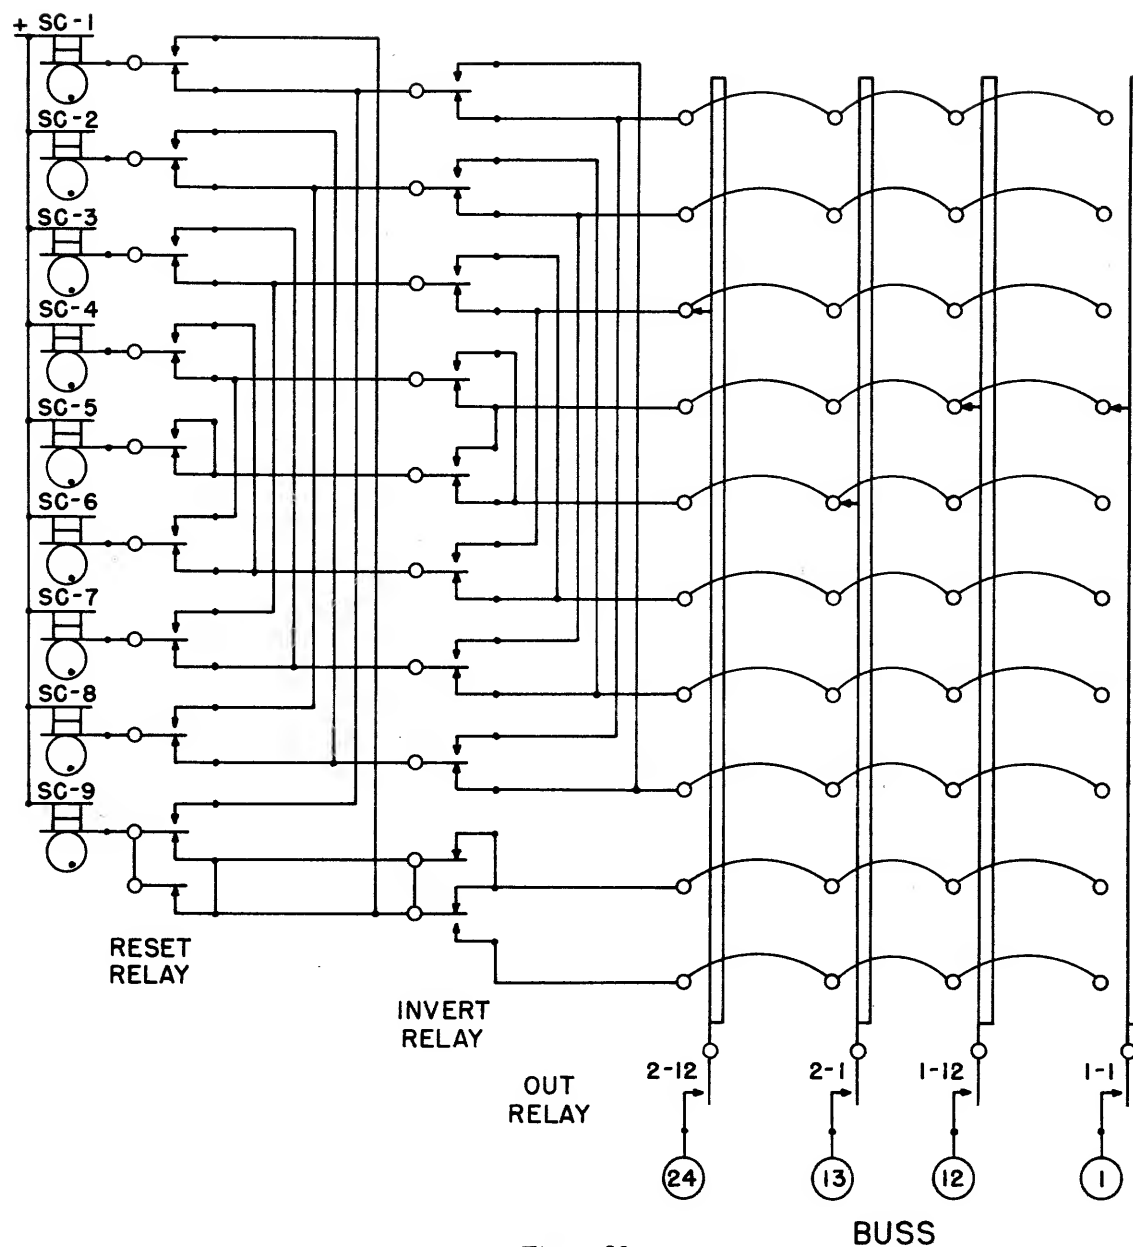 + SC-1
SC-2
SC-3
SC-4
SC-5
SC-6
SC-7
SC-8
SC-9
RESET
RELAY
INVERT
RELAY
OUT
RELAY
2-12
2-1
1-12
1-1
24
13
12
1
BUSS